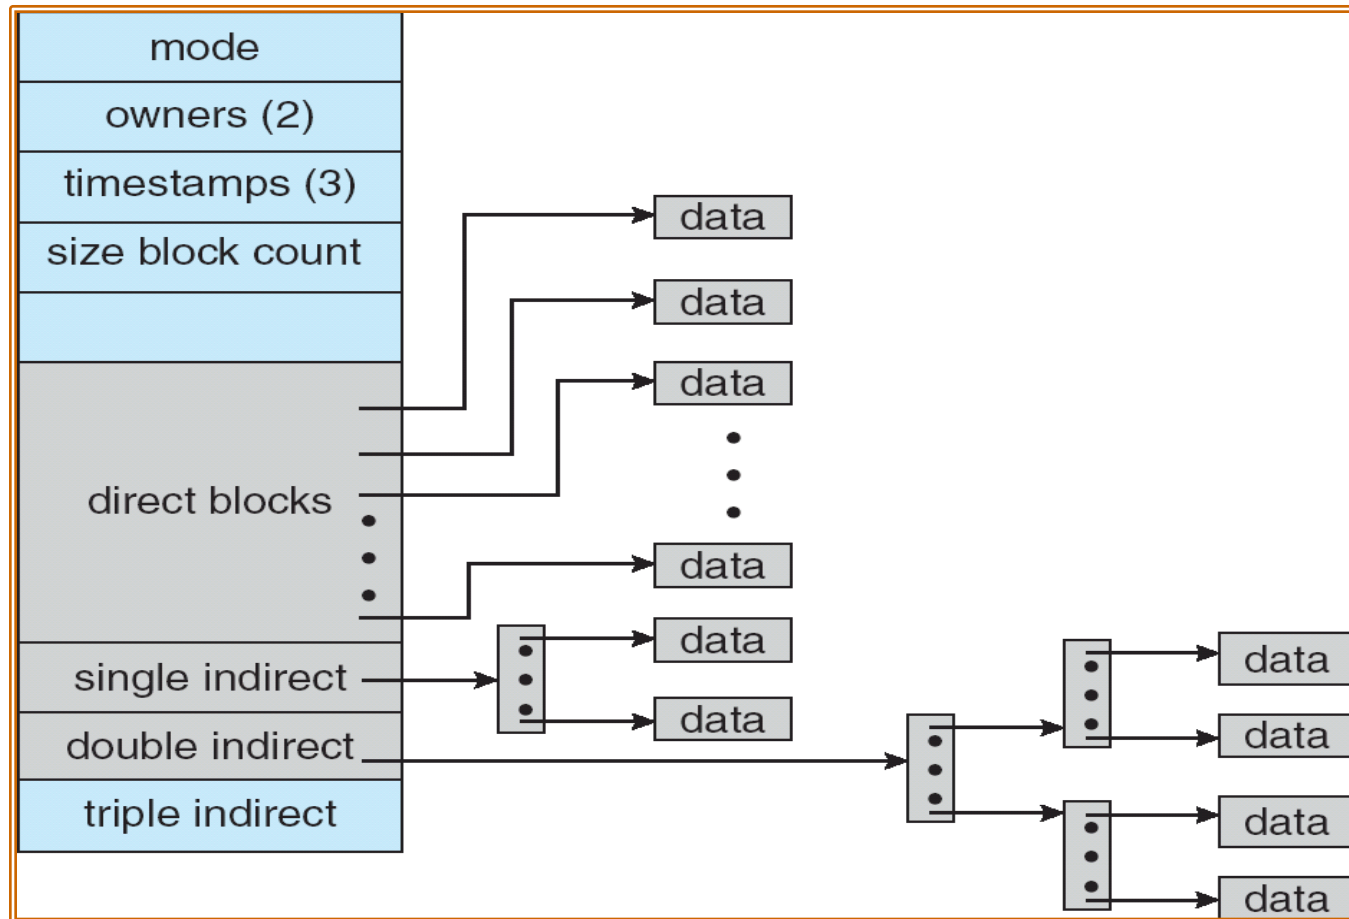 mode
owners (2)
timestamps (3)
size block count
direct blocks
single indirect
double indirect
triple indirect
data
data
data
data
data
data
data
data
data
data